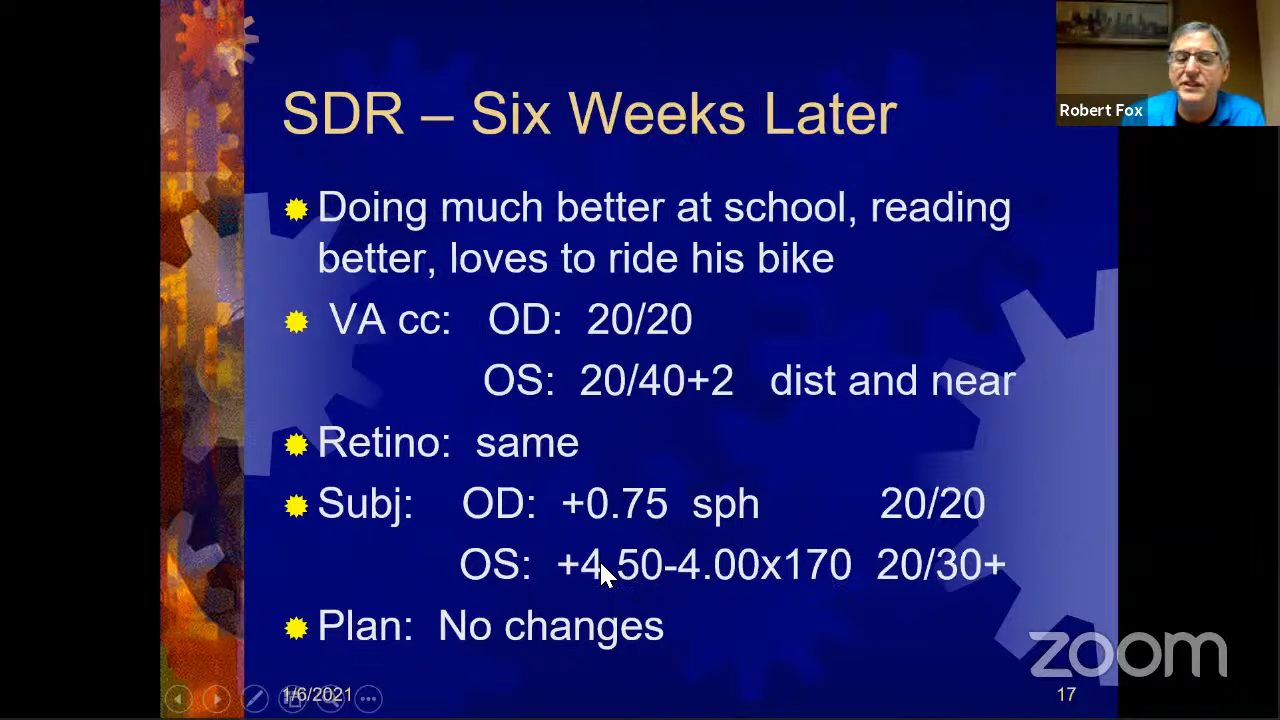 SDR – Six Weeks Later
Robert Fox
Doing much better at school, reading
better, loves to ride his bike
VA cc: OD: 20/20
OS: 20/40+2 dist and near
Retino: same
Subj: OD: +0.75 sph 20/20
OS: +4.50-4.00x170 20/30+
Plan: No changes
zoom
1/6/2021
17